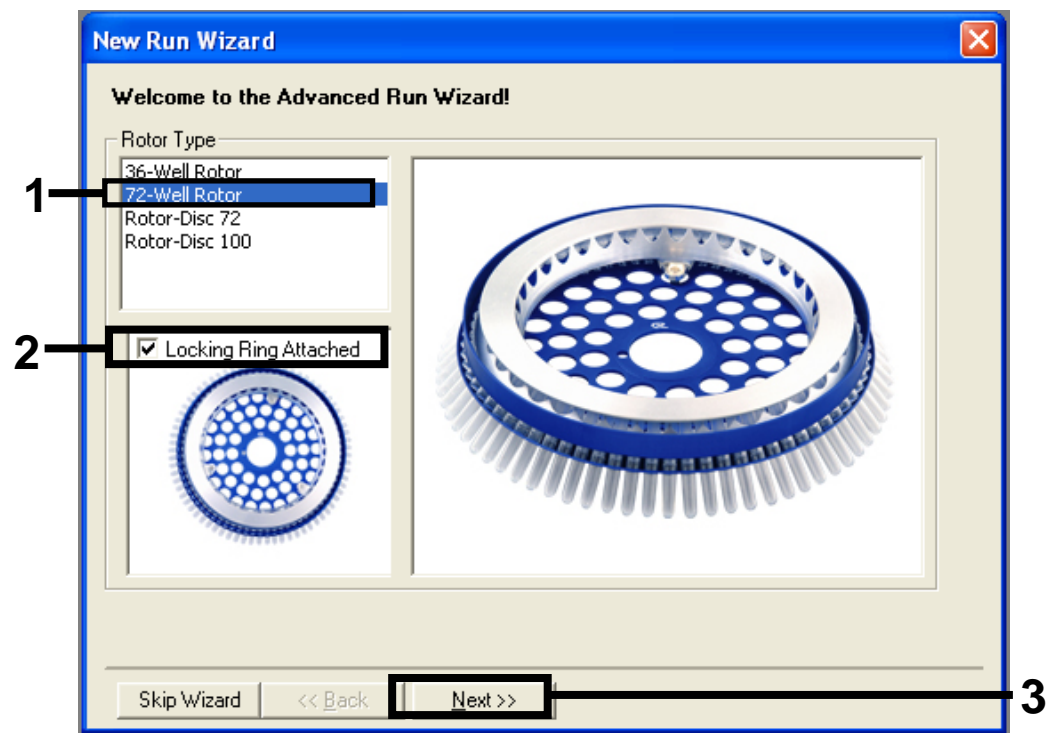 New Run Wizard
Welcome to the Advanced Run Wizard!
Rotor Type
36-Well Rotor
1
72-Well Rotor
Rotor-Disc 72
Rotor-Disc 100
2
Locking Ring Attached
Skip Wizard
<< Back
Next >>
3